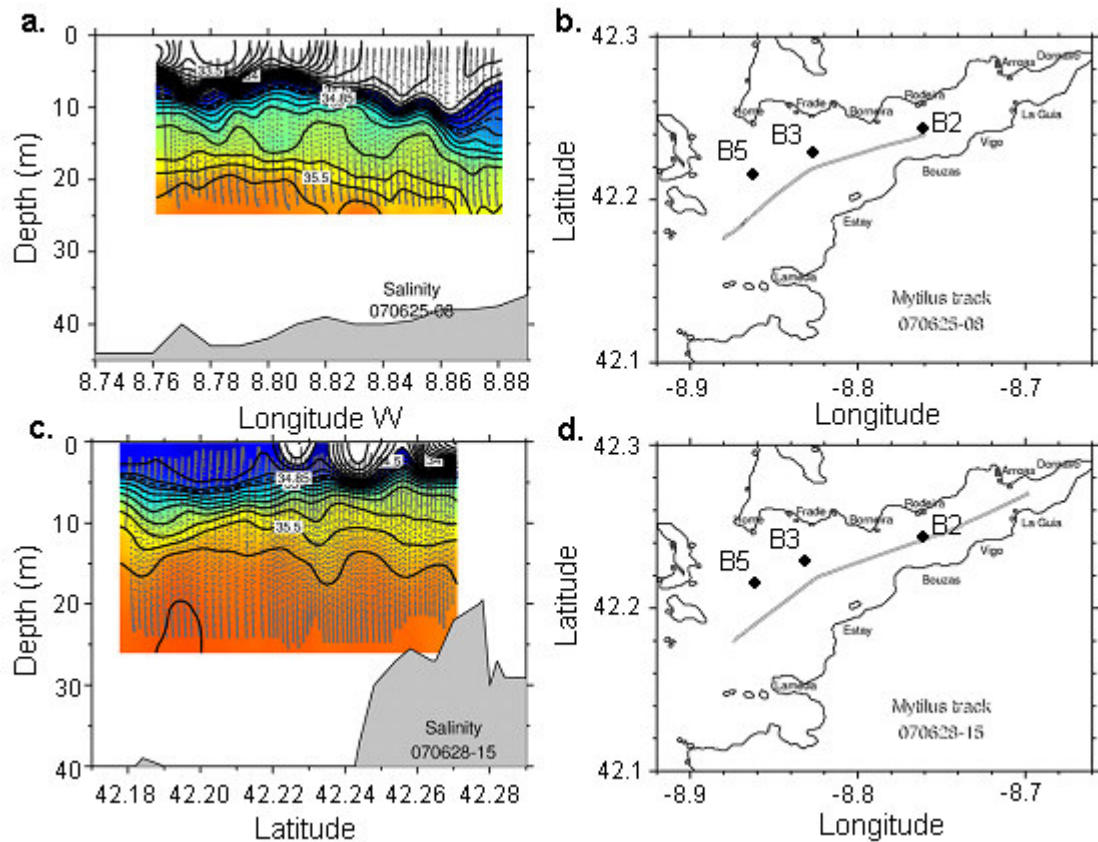 a.
0
10
20
30
40
Depth (m)
33.5
34
34.85
35.5
Salinity
070625-08
8.74 8.76 8.78 8.80 8.82 8.84 8.86 8.88
Longitude W
b.
42.3
42.2
42.1
Latitude
Arroas Domaio
Rodeira
Home Frade Borneira
B2
La Guia
B3
Vigo
B5
Bouzas
Estay
Lameda
Mytilus track
070625-08
-8.9 -8.8 -8.7
Longitude
c.
0
10
20
30
40
Depth (m)
34
34.85
35.5
Salinity
070628-15
42.18 42.20 42.22 42.24 42.26 42.28
Latitude
d.
42.3
42.2
42.1
Latitude
Arroas Domaio
Rodeira
Home Frade Borneira
B2
La Guia
B3
Vigo
B5
Bouzas
Estay
Lameda
Mytilus track
070628-15
-8.9 -8.8 -8.7
Longitude